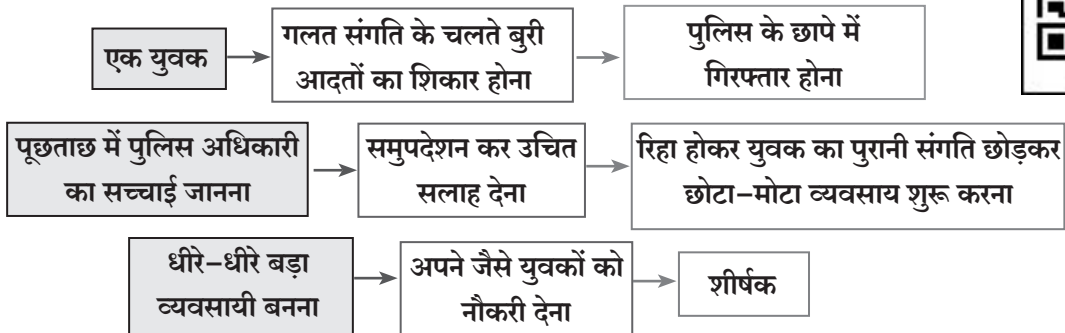 एक युवक
गलत संगति के चलते बुरी
आदतों का शिकार होना
पुलिस के छापे में
गिरफ्तार होना
पूछताछ में पुलिस अधिकारी
का सच्चाई जानना
समुपदेशन कर उचित
सलाह देना
रिहा होकर युवक का पुरानी संगति छोड़कर
छोटा–मोटा व्यवसाय शुरू करना
धीरे–धीरे बड़ा
व्यवसायी बनना
अपने जैसे युवकों को
नौकरी देना
शीर्षक